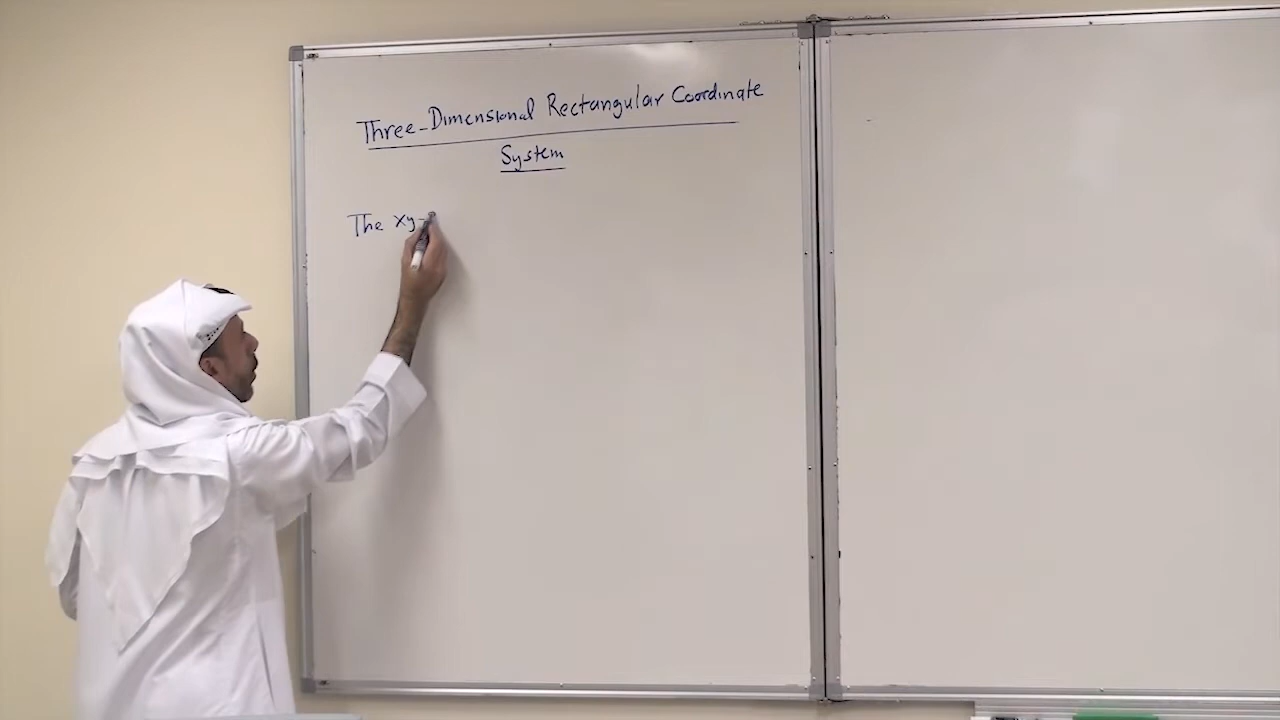 Three-Dimensional Rectangular Coordinate
System
The xy-